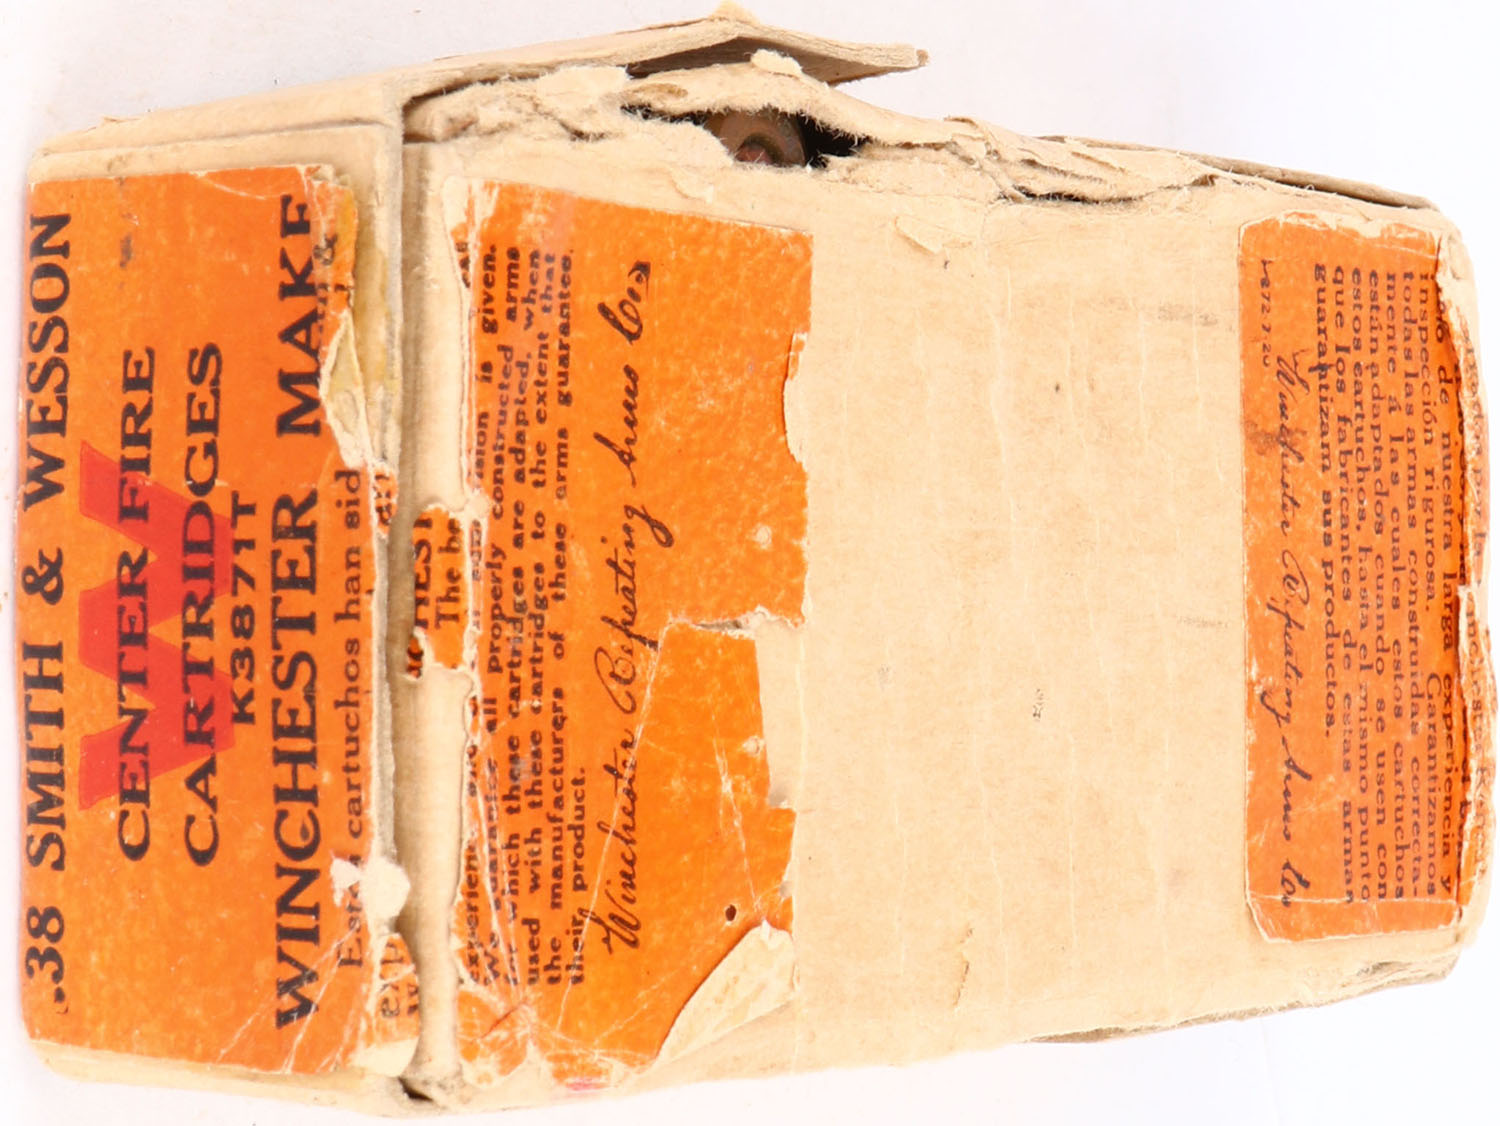 .38 SMITH & WESSON
CENTER FIRE
CARTRIDGES
W
K3871T
WINCHESTER MAKE
cartuchos han sid
The be
We all properly constructed arms
which these cartridges are adapted, when
used with these cartridges to the extent that
the manufacturers of these arms guarantee
their product.
Winchester Repeating Arms Co.
de nuestra larga experiencia y
inspección rigurosa. Garantizamos
todas las armas construidas correcta-
mente á las cuales estos cartuchos
están adaptados cuando se usen con
estos cartuchos, hasta el mismo punto
que los fabricantes de estas armas
guarantizam sus productos.
Winchester Repeating Arms Co.